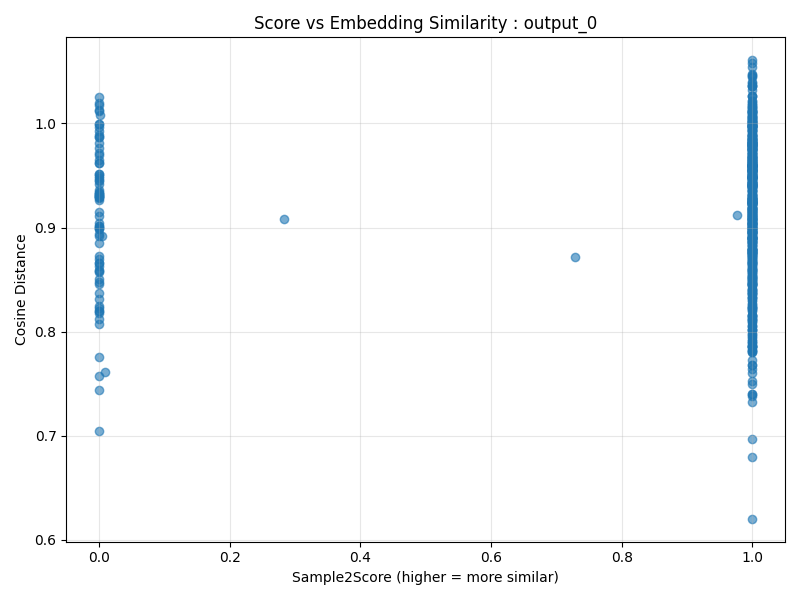 Score vs Embedding Similarity : output_0
Cosine Distance
1.0
0.9
0.8
0.7
0.6
0.0 0.2 0.4 0.6 0.8 1.0
Sample2Score (higher = more similar)